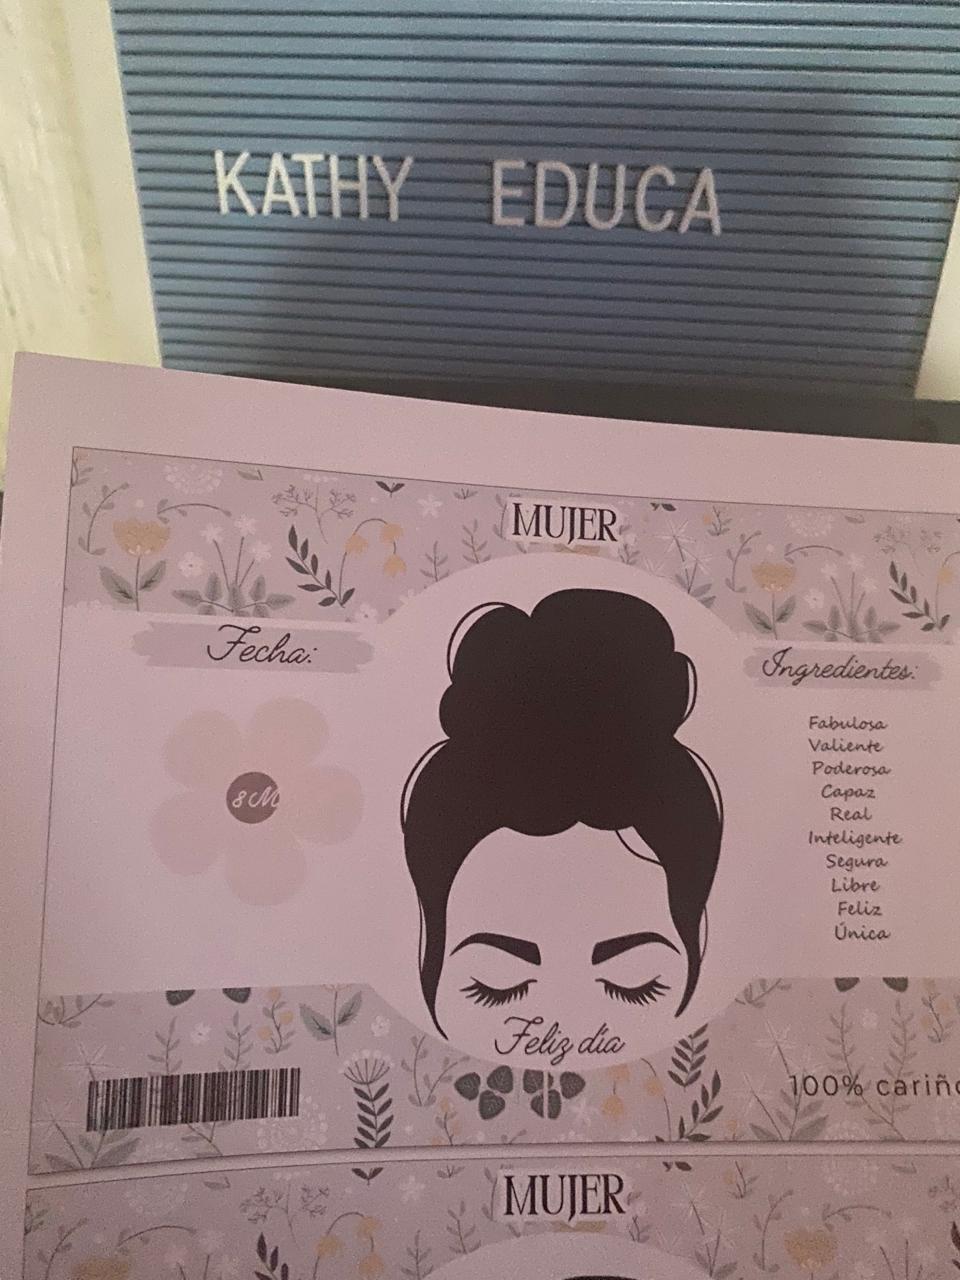 KATHY EDUCA
MUJER
Fecha:
8M
Feliz día
Ingredientes:
Fabulosa
Valiente
Poderosa
Capaz
Real
Inteligente
Segura
Libre
Feliz
Única
100% cariño
MUJER